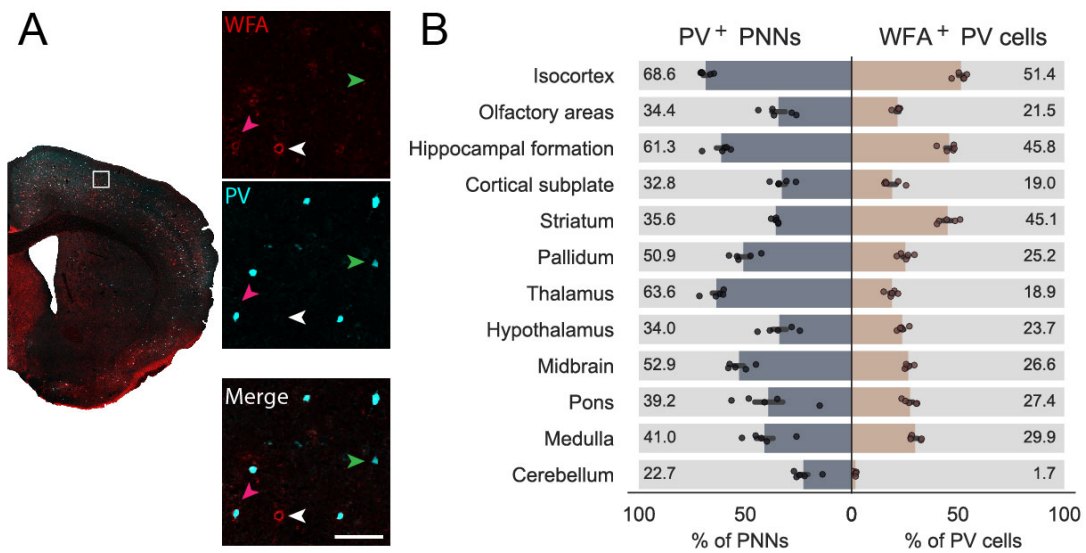 A
WFA
PV
Merge
B
PV+ PNNs WFA+ PV cells
Isocortex 68.6 51.4
Olfactory areas 34.4 21.5
Hippocampal formation 61.3 45.8
Cortical subplate 32.8 19.0
Striatum 35.6 45.1
Pallidum 50.9 25.2
Thalamus 63.6 18.9
Hypothalamus 34.0 23.7
Midbrain 52.9 26.6
Pons 39.2 27.4
Medulla 41.0 29.9
Cerebellum 22.7 1.7
100 50 0 50 100
% of PNNs % of PV cells